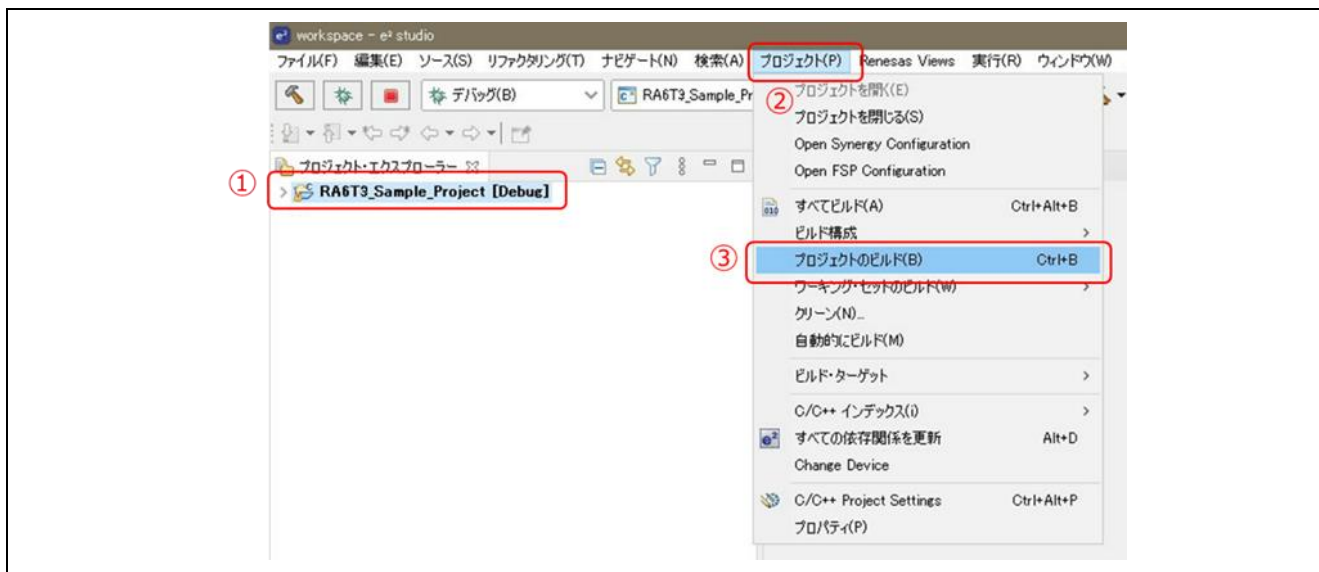 workspace - e² studio
ファイル(F) 編集(E) ソース(S) リファクタリング(T) ナビゲート(N) 検索(A) プロジェクト(P) Renesas Views 実行(R) ウィンドウ(W)
デバッグ(B) RA6T3_Sample_Pr
② プロジェクトを開く(E)
プロジェクトを閉じる(S)
Open Synergy Configuration
プロジェクト・エクスプローラー
Open FSP Configuration
① RA6T3_Sample_Project [Debug]
すべてビルド(A) Ctrl+Alt+B
ビルド構成
③ プロジェクトのビルド(B) Ctrl+B
ワーキング・セットのビルド(W)
クリーン(N)...
自動的にビルド(M)
ビルド・ターゲット
C/C++ インデックス(i)
すべての依存関係を更新 Alt+D
Change Device
C/C++ Project Settings Ctrl+Alt+P
プロパティ(P)